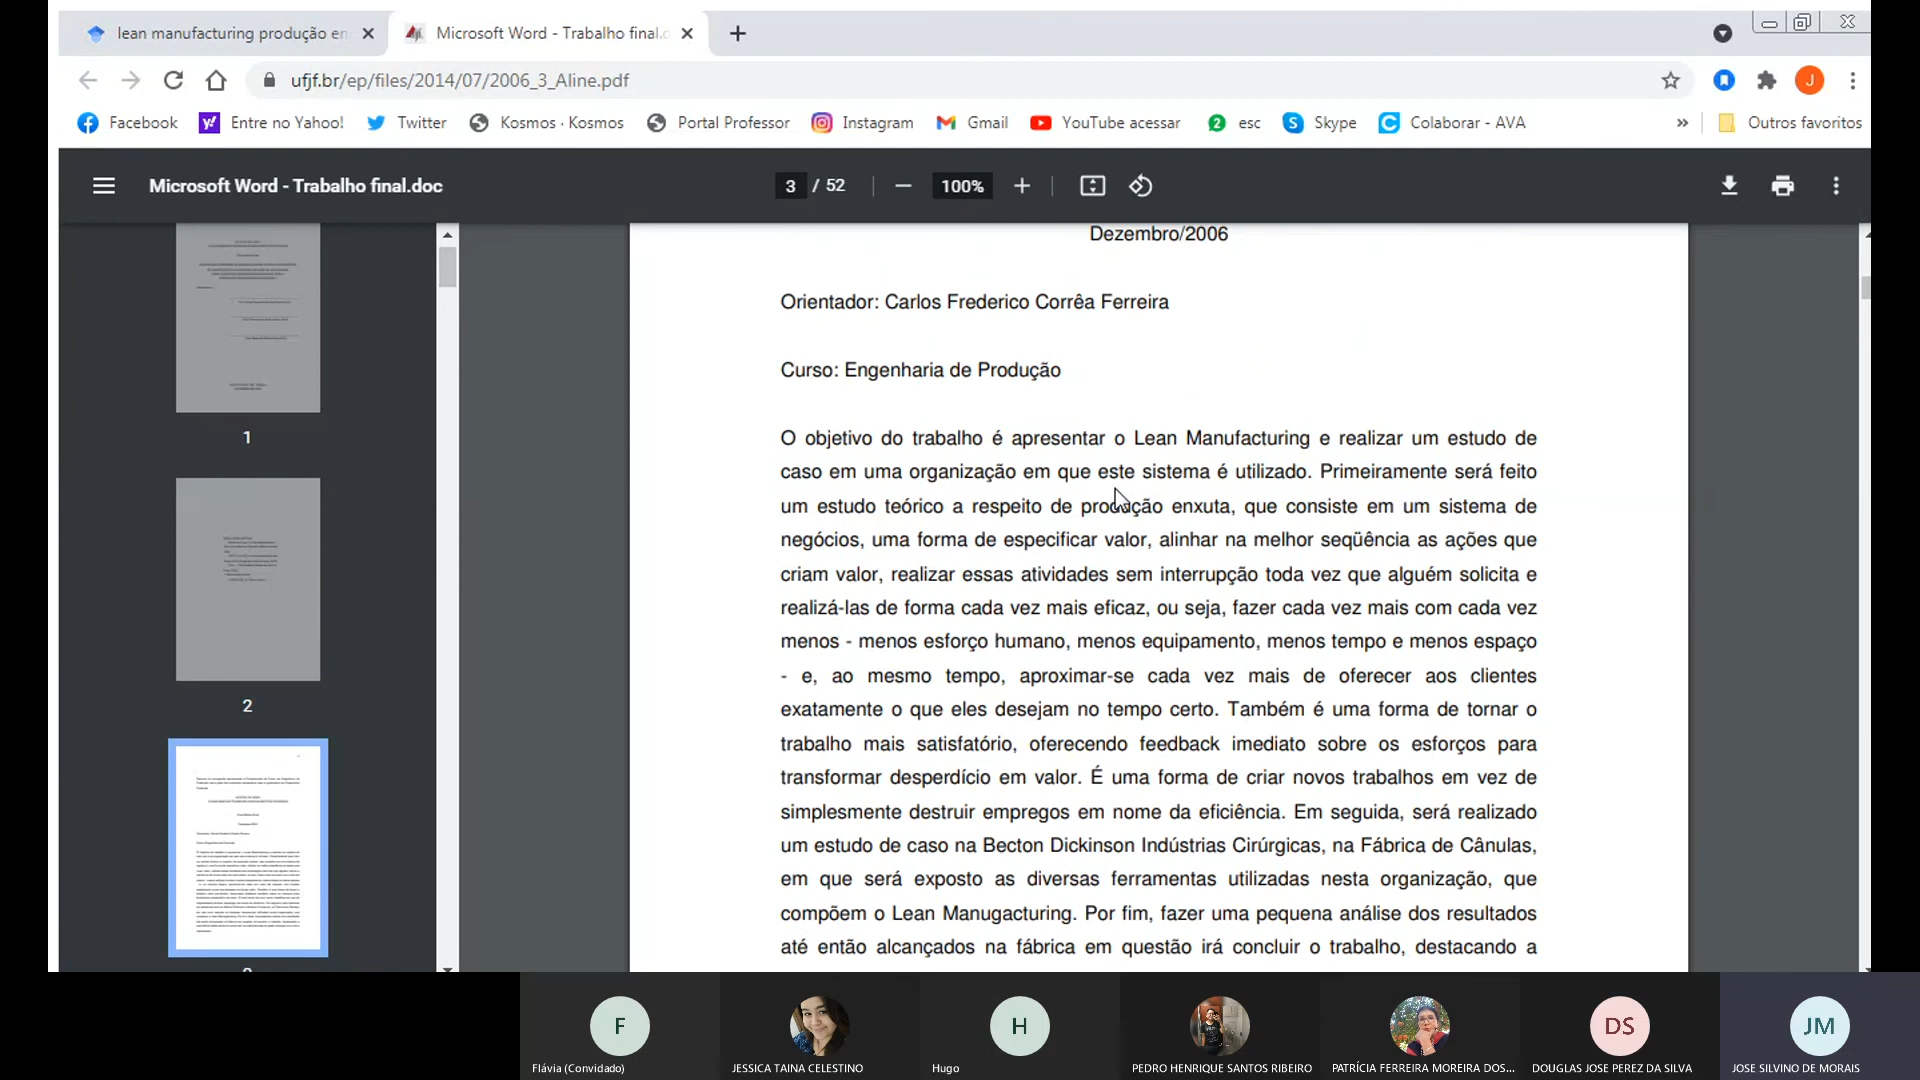 lean manufacturing produção en
Microsoft Word - Trabalho final.d
ufjf.br/ep/files/2014/07/2006_3_Aline.pdf
J
Facebook
Entre no Yahoo!
Twitter
Kosmos · Kosmos
Portal Professor
Instagram
Gmail
YouTube acessar
2
esc
Skype
Colaborar - AVA
»
Outros favoritos
Microsoft Word - Trabalho final.doc
3 / 52
100%
1
2
Dezembro/2006
Orientador: Carlos Frederico Corrêa Ferreira
Curso: Engenharia de Produção
O objetivo do trabalho é apresentar o Lean Manufacturing e realizar um estudo de
caso em uma organização em que este sistema é utilizado. Primeiramente será feito
um estudo teórico a respeito de produção enxuta, que consiste em um sistema de
negócios, uma forma de especificar valor, alinhar na melhor seqüência as ações que
criam valor, realizar essas atividades sem interrupção toda vez que alguém solicita e
realizá-las de forma cada vez mais eficaz, ou seja, fazer cada vez mais com cada vez
menos - menos esforço humano, menos equipamento, menos tempo e menos espaço
- e, ao mesmo tempo, aproximar-se cada vez mais de oferecer aos clientes
exatamente o que eles desejam no tempo certo. Também é uma forma de tornar o
trabalho mais satisfatório, oferecendo feedback imediato sobre os esforços para
transformar desperdício em valor. É uma forma de criar novos trabalhos em vez de
simplesmente destruir empregos em nome da eficiência. Em seguida, será realizado
um estudo de caso na Becton Dickinson Indústrias Cirúrgicas, na Fábrica de Cânulas,
em que será exposto as diversas ferramentas utilizadas nesta organização, que
compõem o Lean Manugacturing. Por fim, fazer uma pequena análise dos resultados
até então alcançados na fábrica em questão irá concluir o trabalho, destacando a
F
H
DS
JM
Flávia (Convidado)
JESSICA TAINA CELESTINO
Hugo
PEDRO HENRIQUE SANTOS RIBEIRO
PATRÍCIA FERREIRA MOREIRA DOS...
DOUGLAS JOSE PEREZ DA SILVA
JOSE SILVINO DE MORAIS